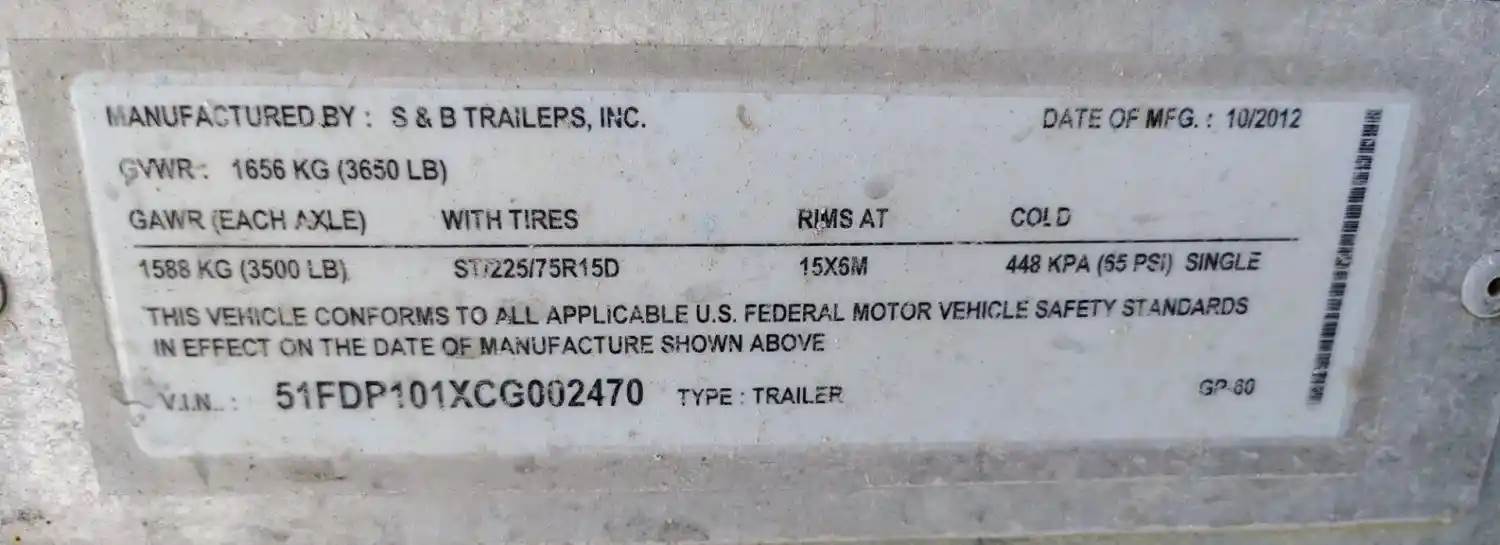 MANUFACTURED BY : S & B TRAILERS, INC. DATE OF MFG. : 10/2012
GVWR : 1656 KG (3650 LB)
GAWR (EACH AXLE) WITH TIRES RIMS AT COLD
1588 KG (3500 LB) ST/225/75R15D 15X6M 448 KPA (65 PSI) SINGLE
THIS VEHICLE CONFORMS TO ALL APPLICABLE U.S. FEDERAL MOTOR VEHICLE SAFETY STANDARDS
IN EFFECT ON THE DATE OF MANUFACTURE SHOWN ABOVE
V.I.N. : 51FDP101XCG002470 TYPE : TRAILER GP-60